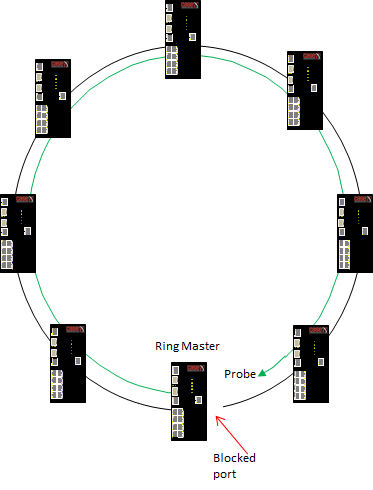 Ring Master
Probe
Blocked
port